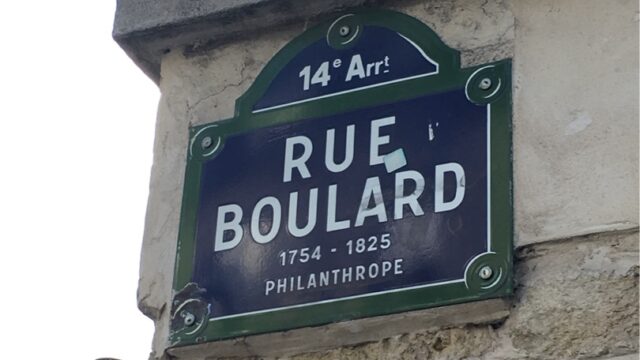 14e Arrt
RUE
BOULARD
1754 - 1825
PHILANTHROPE